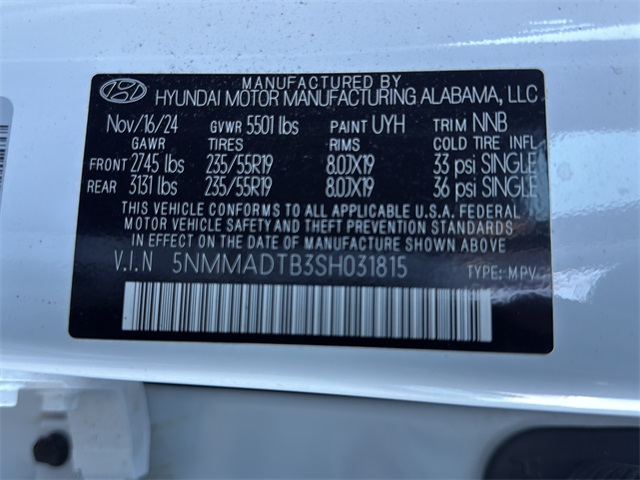 MANUFACTURED BY
HYUNDAI MOTOR MANUFACTURING ALABAMA, LLC
Nov/16/24 GVWR 5501 lbs PAINT UYH TRIM NNB
GAWR TIRES RIMS COLD TIRE INFL
FRONT 2745 lbs 235/55R19 8.0JX19 33 psi SINGLE
REAR 3131 lbs 235/55R19 8.0JX19 36 psi SINGLE
THIS VEHICLE CONFORMS TO ALL APPLICABLE U.S.A. FEDERAL
MOTOR VEHICLE SAFETY AND THEFT PREVENTION STANDARDS
IN EFFECT ON THE DATE OF MANUFACTURE SHOWN ABOVE.
V.I.N 5NMMADTB3SH031815 TYPE: MPV